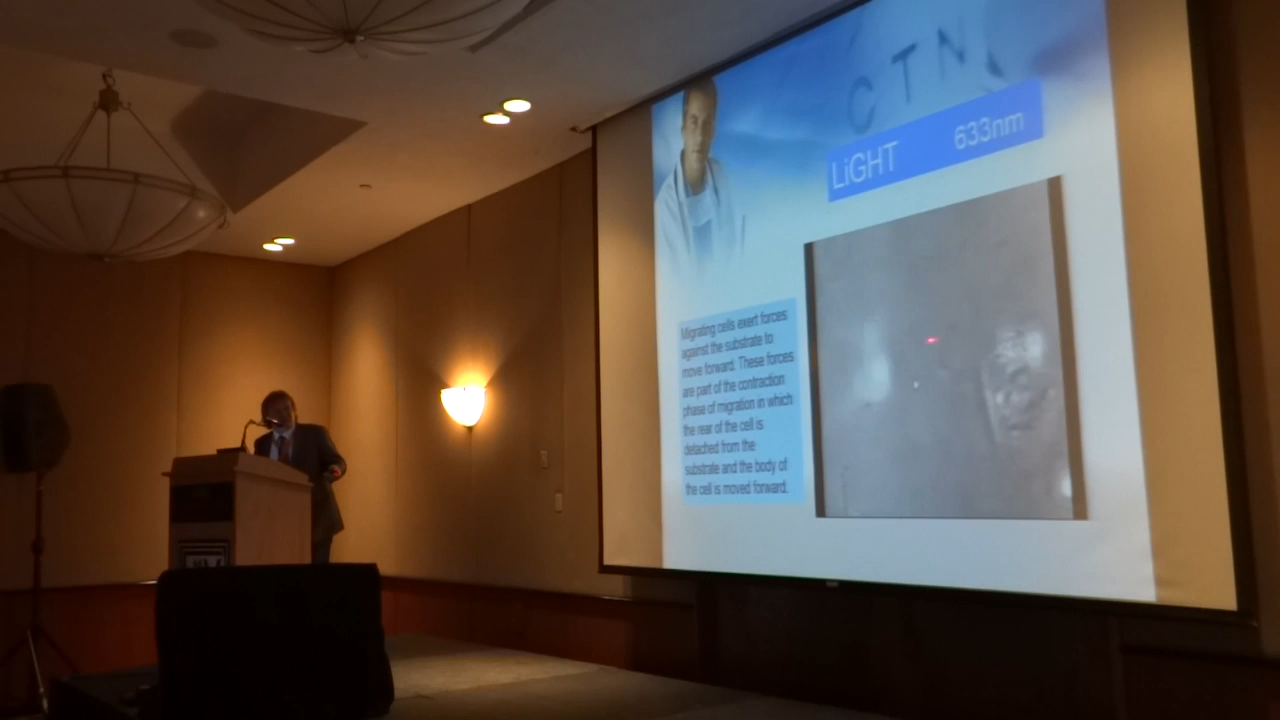 CTN
LiGHT 633nm
Migrating cells exert forces
against the substrate to
move forward. These forces
are part of the contraction
phase of migration in which
the rear of the cell is
detached from the
substrate and the body of
the cell is moved forward.